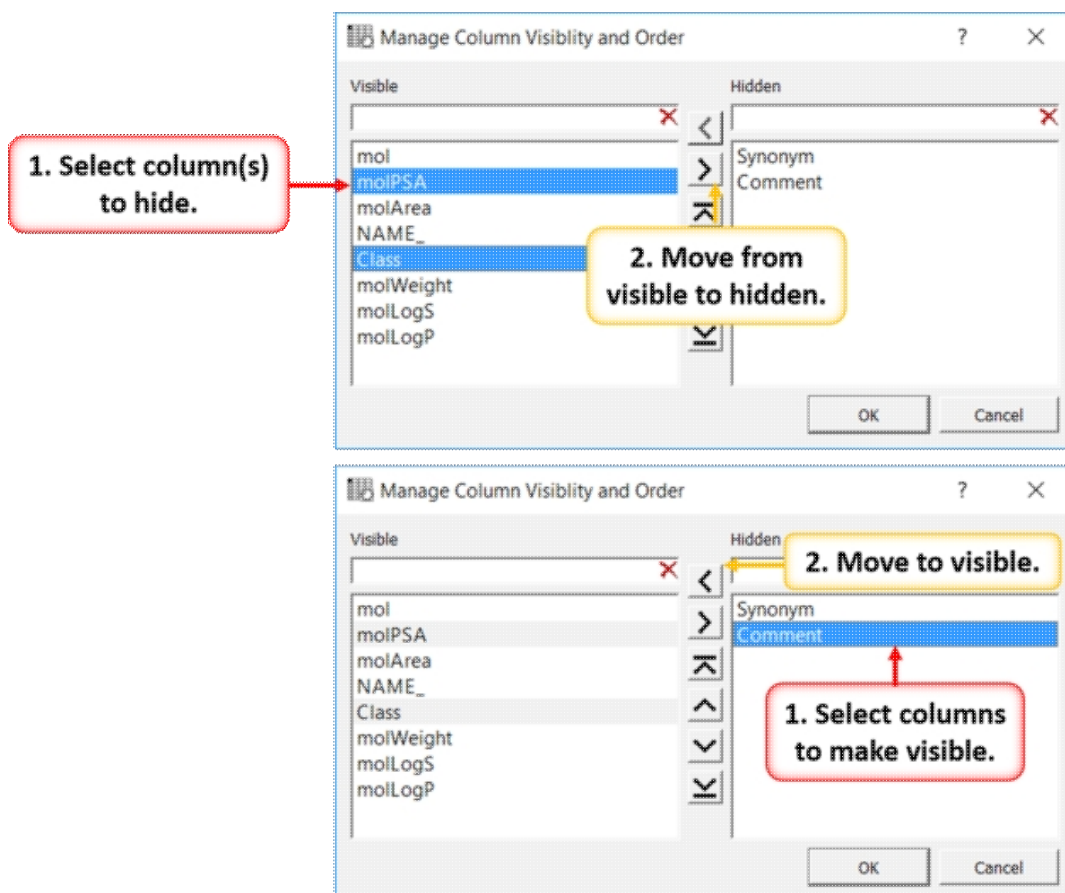 Manage Column Visiblity and Order
?
Visible
Hidden
mol
molPSA
molArea
NAME_
Class
molWeight
molLogS
molLogP
Synonym
Comment
1. Select column(s)
to hide.
2. Move from
visible to hidden.
OK
Cancel
Manage Column Visiblity and Order
?
Visible
Hidden
2. Move to visible.
mol
molPSA
molArea
NAME_
Class
molWeight
molLogS
molLogP
Synonym
Comment
1. Select columns
to make visible.
OK
Cancel